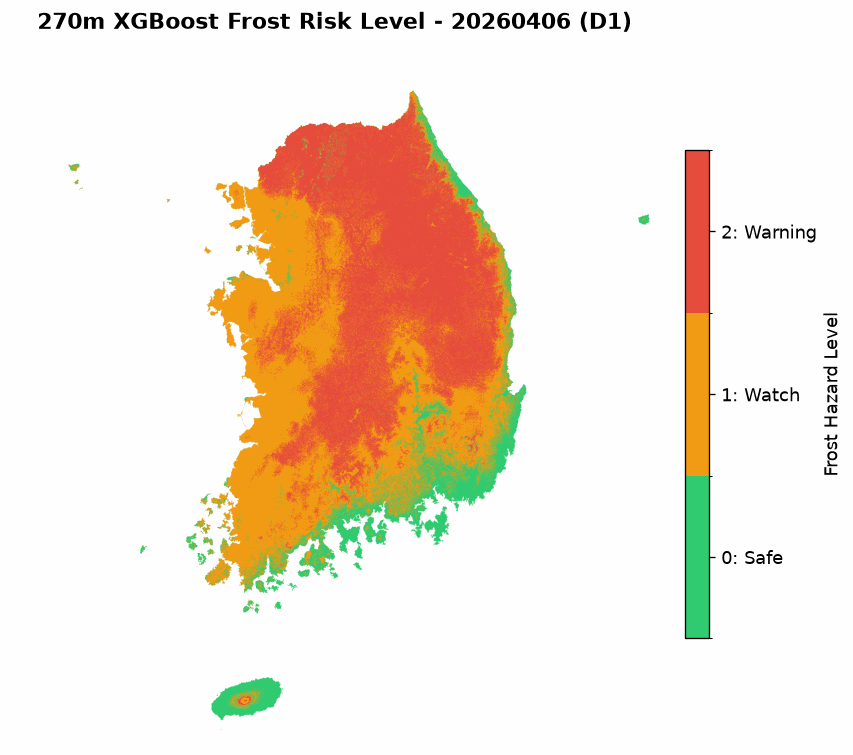 270m XGBoost Frost Risk Level - 20260406 (D1)
2: Warning
1: Watch
0: Safe
Frost Hazard Level